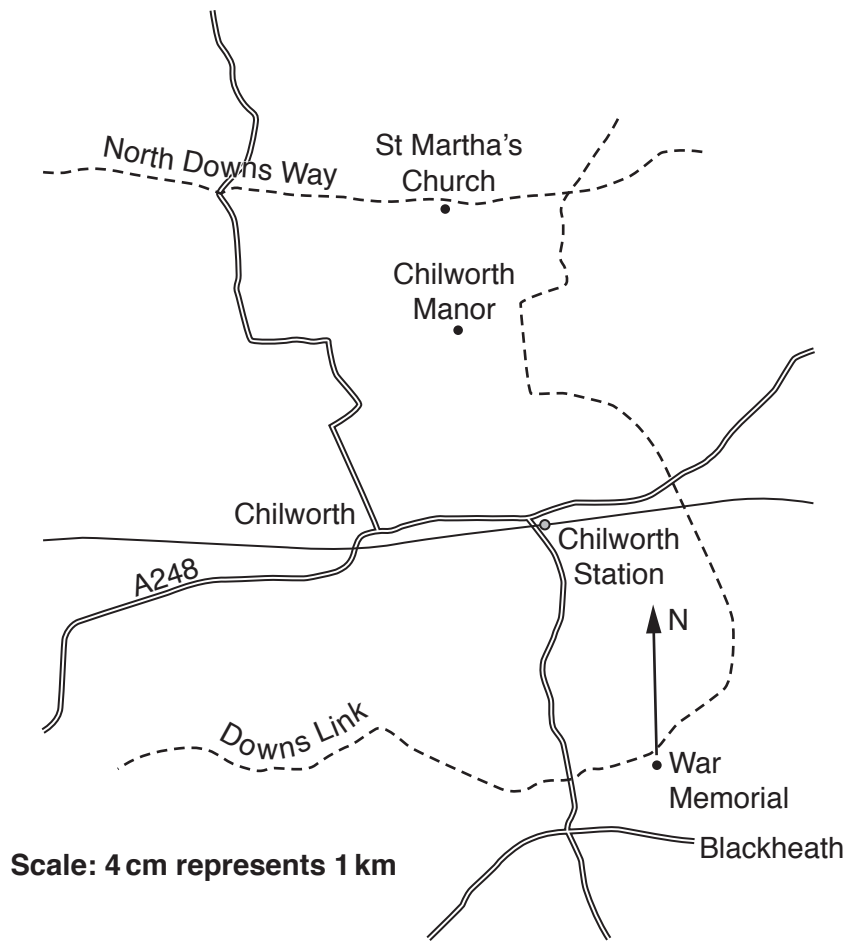 North Downs Way
St Martha's
Church
Chilworth
Manor
Chilworth
Chilworth
Station
A248
N
Downs Link
War
Memorial
Blackheath
Scale: 4 cm represents 1 km